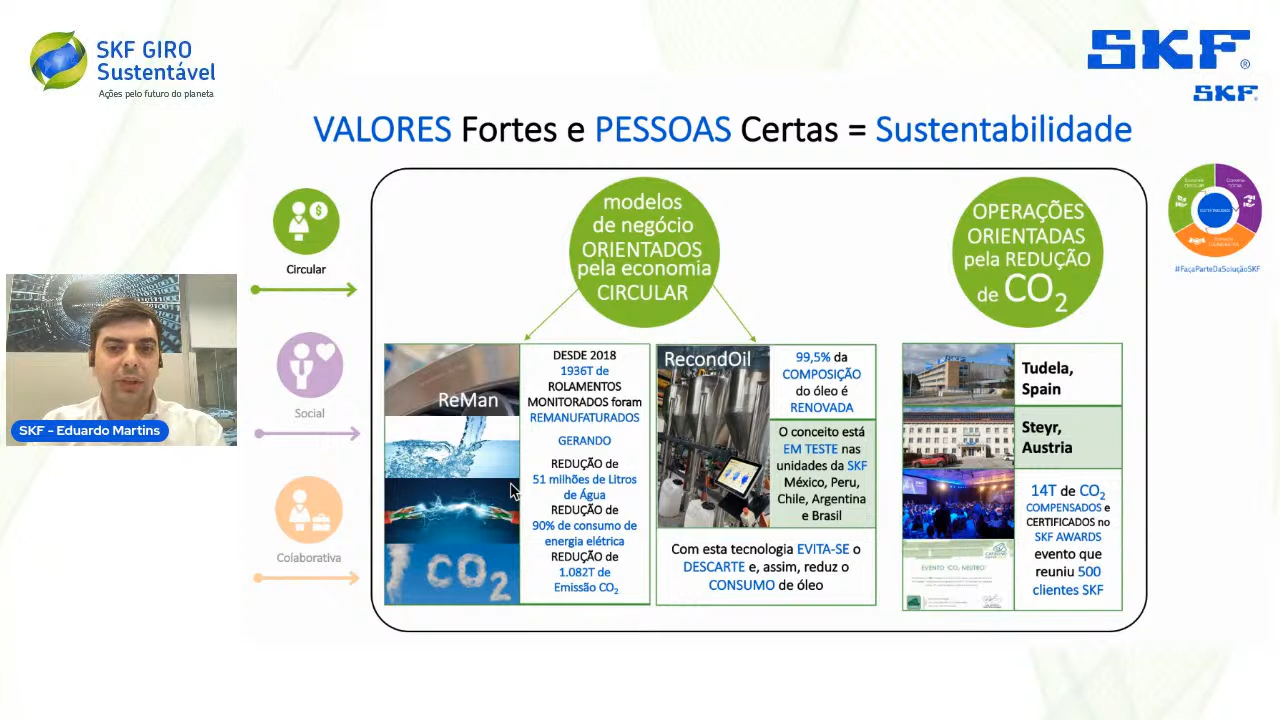 SKF GIRO
Sustentável
Ações pelo futuro do planeta
SKF®
SKF®
VALORES Fortes e PESSOAS Certas = Sustentabilidade
Circular
Social
Colaborativa
SKF - Eduardo Martins
modelos
de negócio
ORIENTADOS
pela economia
CIRCULAR
ReMan
DESDE 2018
1936T de
ROLAMENTOS
MONITORADOS foram
REMANUFATURADOS
GERANDO
REDUÇÃO de
51 milhões de Litros
de Água
REDUÇÃO de
90% de consumo de
energia elétrica
REDUÇÃO de
1.082T de
Emissão CO₂
CO₂
RecondOil
99,5% da
COMPOSIÇÃO
do óleo é
RENOVADA
O conceito está
EM TESTE nas
unidades da SKF
México, Peru,
Chile, Argentina
e Brasil
Com esta tecnologia EVITA-SE o
DESCARTE e, assim, reduz o
CONSUMO de óleo
OPERAÇÕES
ORIENTADAS
pela REDUÇÃO
de CO₂
Tudela,
Spain
Steyr,
Austria
14T de CO₂
COMPENSADOS e
CERTIFICADOS no
SKF AWARDS
evento que
reuniu 500
clientes SKF
EVENTO "CO₂ NEUTRO"
#FaçaParteDaSoluçãoSKF